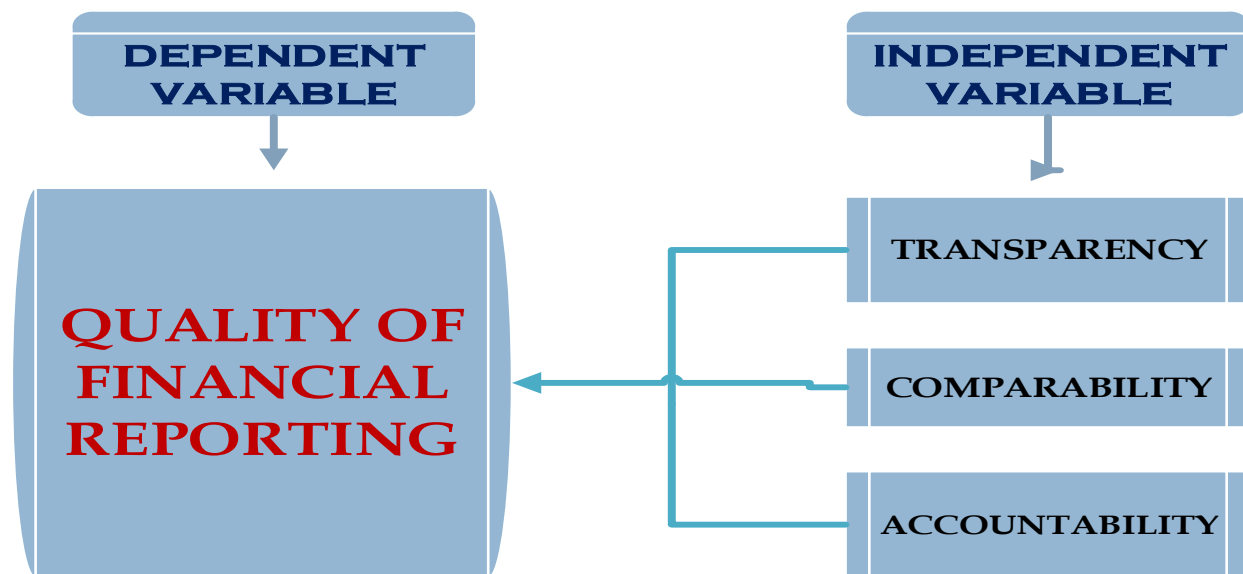 DEPENDENT
VARIABLE
INDEPENDENT
VARIABLE
QUALITY OF
FINANCIAL
REPORTING
TRANSPARENCY
COMPARABILITY
ACCOUNTABILITY